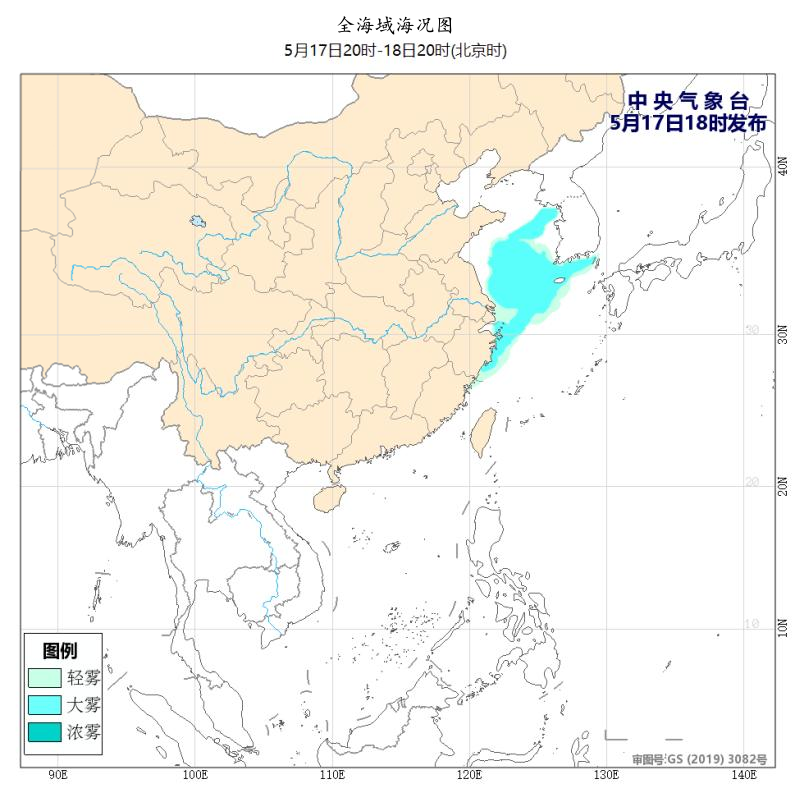 全海域海况图
5月17日20时-18日20时(北京时)
中央气象台
5月17日18时发布
40N
30
30N
20
20N
10
10N
图例
轻雾
大雾
浓雾
审图号:GS (2019) 3082号
90E
100E
110E
120E
130E
140E